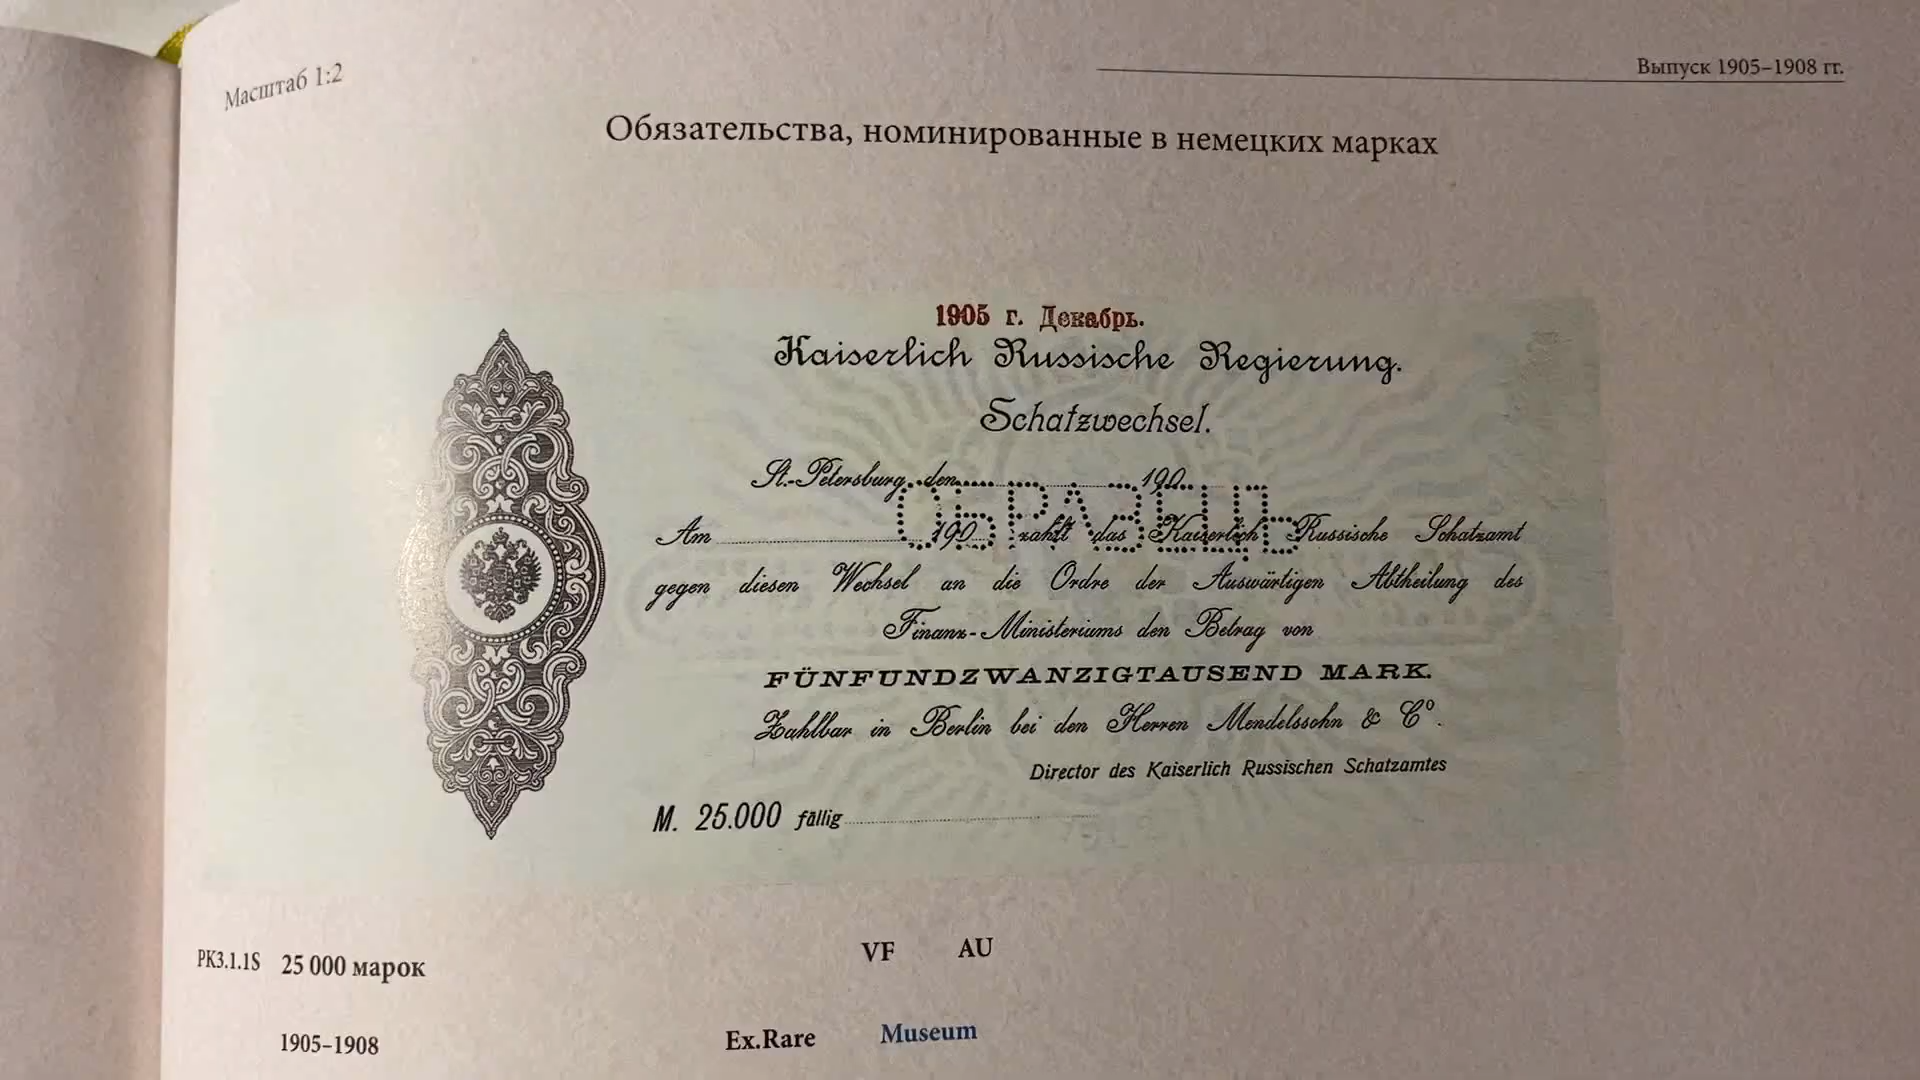 Масштаб 1:2
Выпуск 1905–1908 гг.
Обязательства, номинированные в немецких марках
1905 г. Декабрь.
Kaiserlich Russische Regierung.
Schatzwechsel.
St.-Petersburg, den 190
ОБРАЗЕЦЪ
Am 190 zahlt das Kaiserlich Russische Schatzamt
gegen diesen Wechsel an die Ordre der Auswärtigen Abtheilung des
Finanz-Ministeriums den Betrag von
FÜNFUNDZWANZIGTAUSEND MARK.
Zahlbar in Berlin bei den Herren Mendelssohn & Cº.
Director des Kaiserlich Russischen Schatzamtes
M. 25.000 fällig
РК3.1.1S 25 000 марок VF AU
1905–1908 Ex.Rare Museum